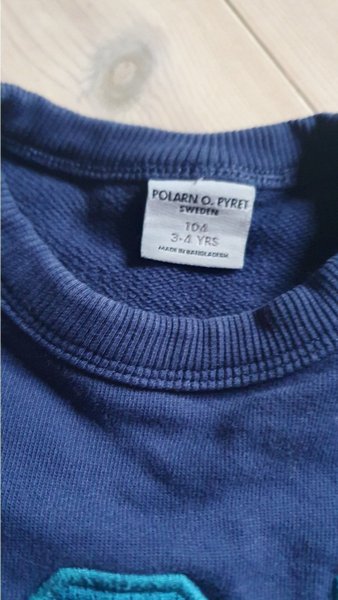 POLARN O. PYRET
SWEDEN
104
3-4 YRS
MADE IN BANGLADESH